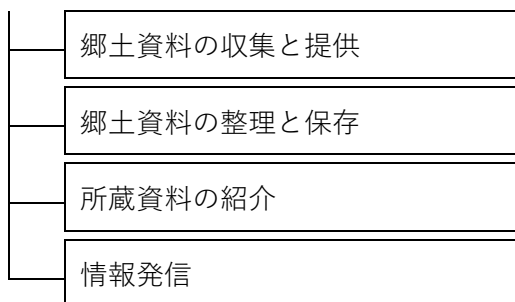 郷土資料の収集と提供
郷土資料の整理と保存
所蔵資料の紹介
情報発信